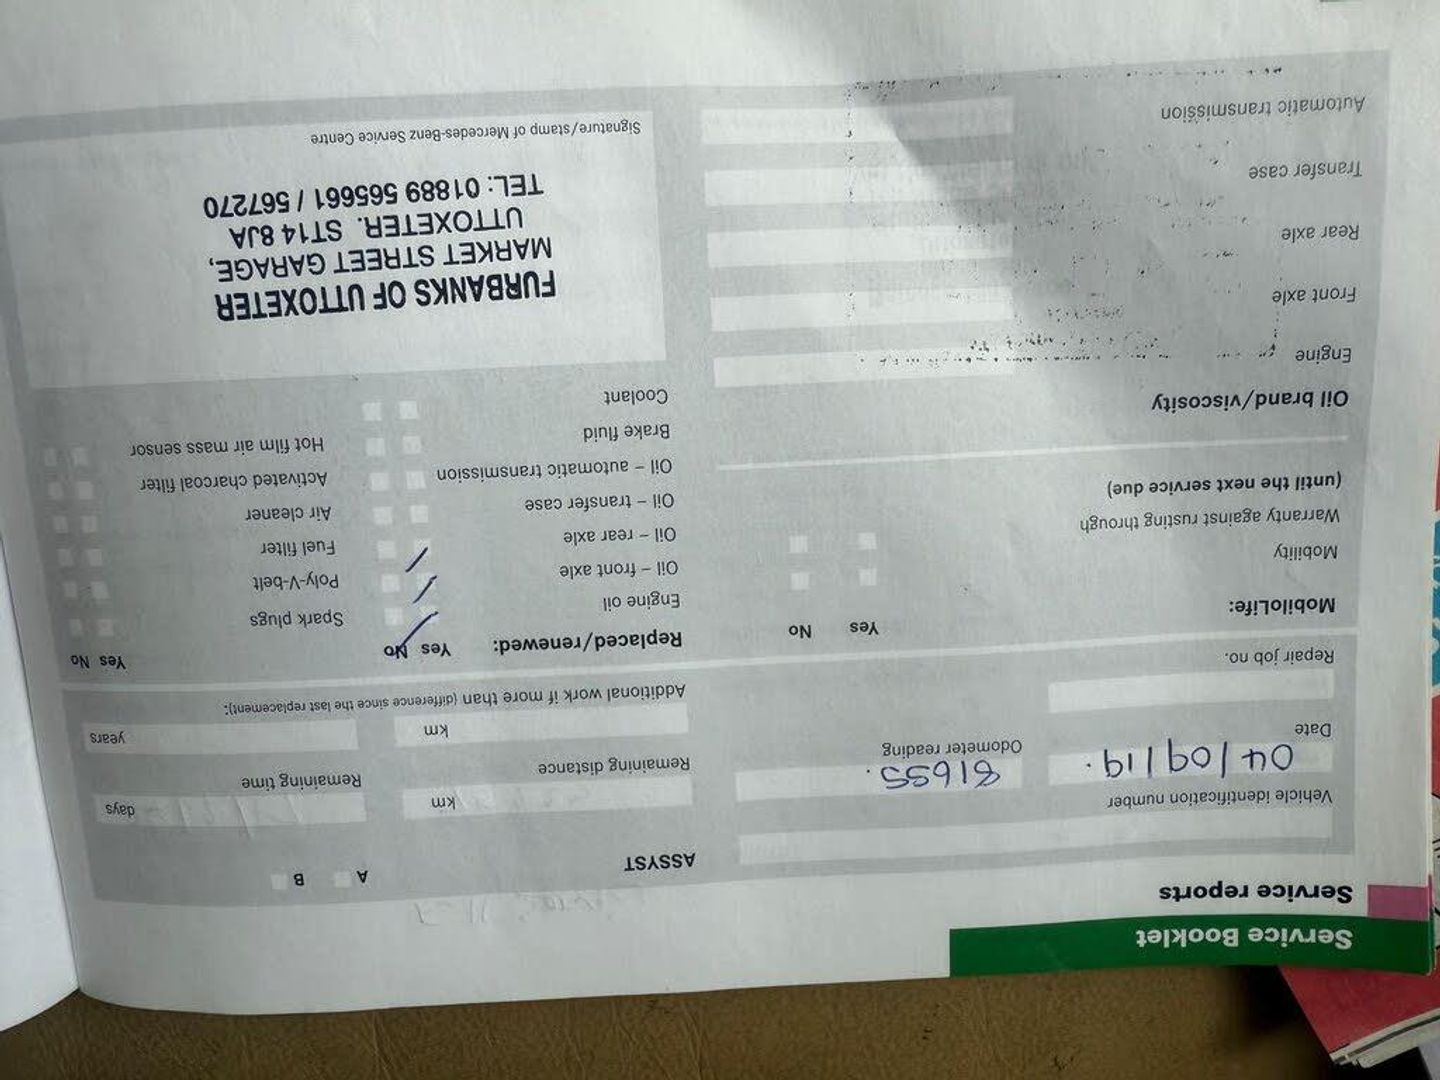 Service Booklet
Service reports
Vehicle identification number
04/09/19.
81655.
Date
Odometer reading
Repair job no.
MobiloLife:
Yes No
Mobility
Warranty against rusting through
(until the next service due)
Oil brand/viscosity
Engine
Front axle
Rear axle
Transfer case
Automatic transmission
ASSYST
A
B
km
days
Remaining distance
Remaining time
km
years
Additional work if more than (difference since the last replacement):
Replaced/renewed:
Yes No
Yes No
Engine oil
Oil – front axle
Oil – rear axle
Oil – transfer case
Oil – automatic transmission
Brake fluid
Coolant
Spark plugs
Poly-V-belt
Fuel filter
Air cleaner
Activated charcoal filter
Hot film air mass sensor
FURBANKS OF UTTOXETER
MARKET STREET GARAGE,
UTTOXETER. ST14 8JA
TEL: 01889 565661 / 567270
Signature/stamp of Mercedes-Benz Service Centre